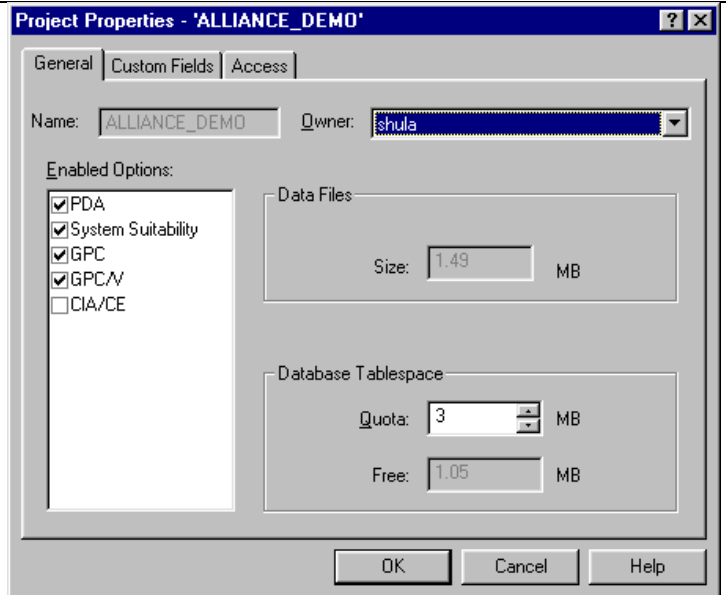 Project Properties - 'ALLIANCE_DEMO'
General Custom Fields Access
Name: ALLIANCE_DEMO Owner: shula
Enabled Options:
PDA
System Suitability
GPC
GPC/V
CIA/CE
Data Files
Size: 1.49 MB
Database Tablespace
Quota: 3 MB
Free: 1.05 MB
OK Cancel Help